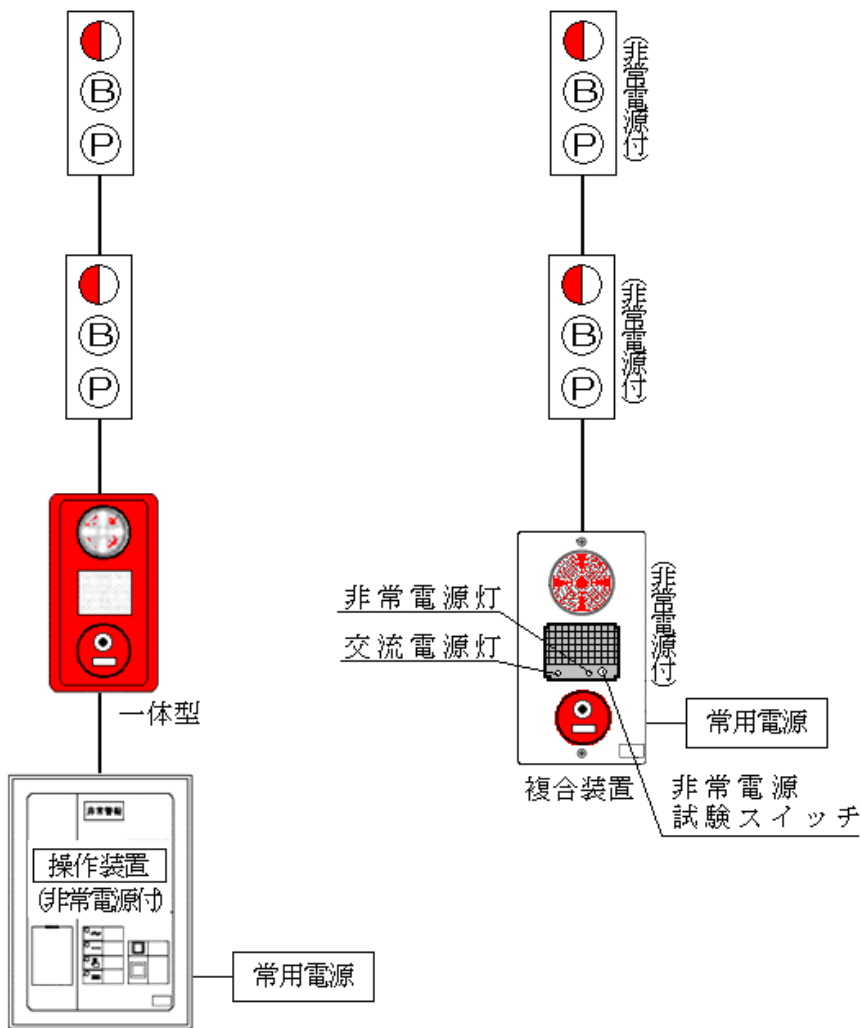 B
P
B
P
非常電源付
B
P
B
P
非常電源付
一体型
非常警報
操作装置
(非常電源付)
常用電源
非常電源灯
交流電源灯
(非常電源付)
常用電源
複合装置
非常電源
試験スイッチ